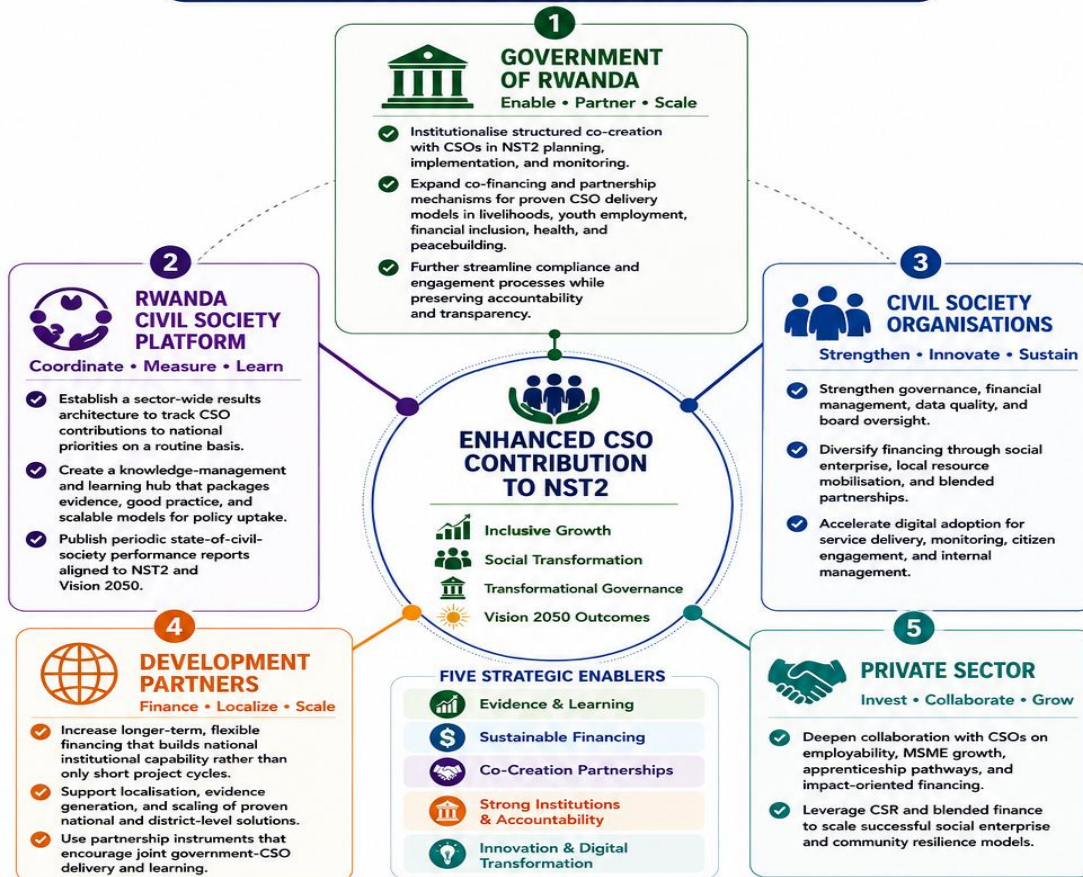 1
GOVERNMENT
OF RWANDA
Enable • Partner • Scale
Institutionalise structured co-creation
with CSOs in NST2 planning,
implementation, and monitoring.
Expand co-financing and partnership
mechanisms for proven CSO delivery
models in livelihoods, youth employment,
financial inclusion, health, and
peacebuilding.
Further streamline compliance and
engagement processes while
preserving accountability
and transparency.
2
RWANDA
CIVIL SOCIETY
PLATFORM
Coordinate • Measure • Learn
Establish a sector-wide results
architecture to track CSO
contributions to national
priorities on a routine basis.
Create a knowledge-management
and learning hub that packages
evidence, good practice, and
scalable models for policy uptake.
Publish periodic state-of-civil-
society performance reports
aligned to NST2 and
Vision 2050.
3
CIVIL SOCIETY
ORGANISATIONS
Strengthen • Innovate • Sustain
Strengthen governance, financial
management, data quality, and
board oversight.
Diversify financing through social
enterprise, local resource
mobilisation, and blended
partnerships.
Accelerate digital adoption for
service delivery, monitoring, citizen
engagement, and internal
management.
ENHANCED CSO
CONTRIBUTION
TO NST2
Inclusive Growth
Social Transformation
Transformational Governance
Vision 2050 Outcomes
4
DEVELOPMENT
PARTNERS
Finance • Localize • Scale
Increase longer-term, flexible
financing that builds national
institutional capability rather than
only short project cycles.
Support localisation, evidence
generation, and scaling of proven
national and district-level solutions.
Use partnership instruments that
encourage joint government-CSO
delivery and learning.
FIVE STRATEGIC ENABLERS
Evidence & Learning
$ Sustainable Financing
Co-Creation Partnerships
Strong Institutions
& Accountability
Innovation & Digital
Transformation
5
PRIVATE SECTOR
Invest • Collaborate • Grow
Deepen collaboration with CSOs on
employability, MSME growth,
apprenticeship pathways, and
impact-oriented financing.
Leverage CSR and blended finance
to scale successful social enterprise
and community resilience models.